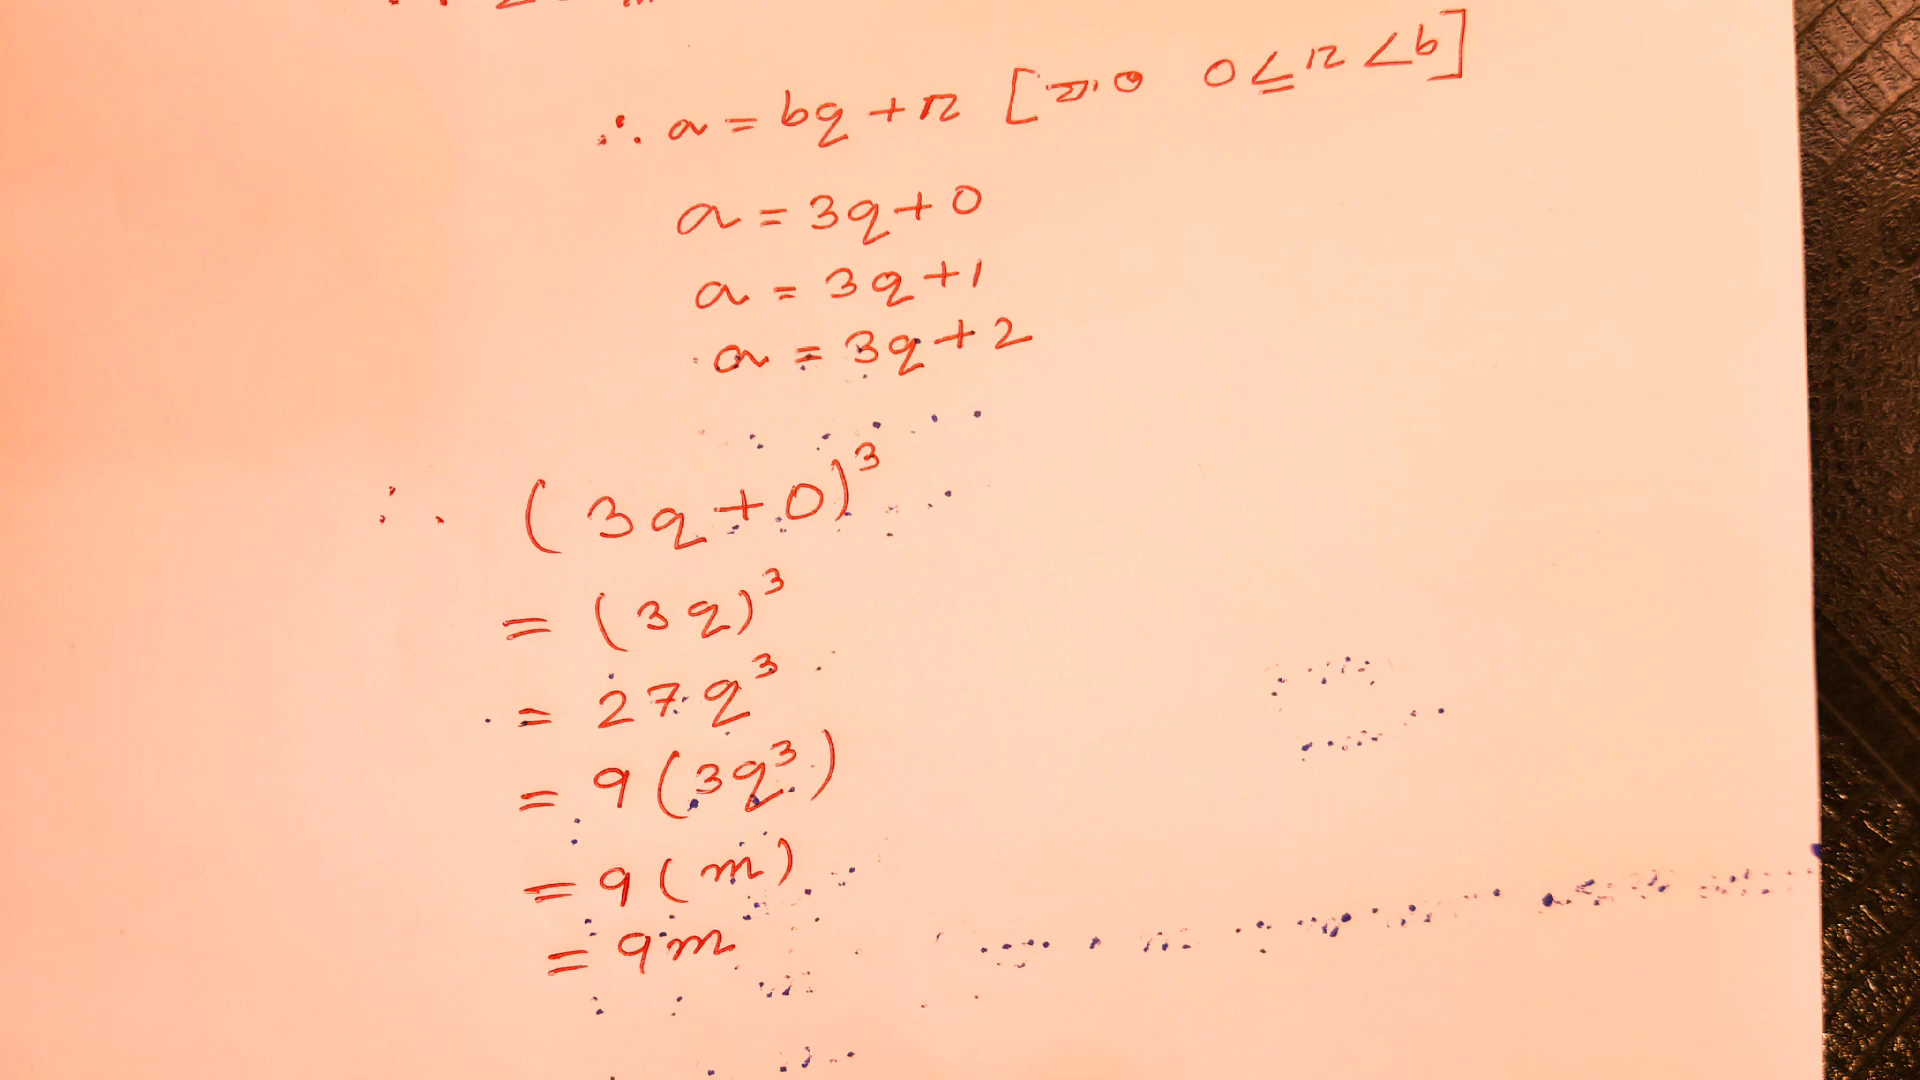 ∴ a = bq + r [ 0 ≤ r < b]
a = 3q + 0
a = 3q + 1
a = 3q + 2
∴ (3q + 0)³
= (3q)³
= 27q³
= 9(3q³)
= 9(m)
= 9m